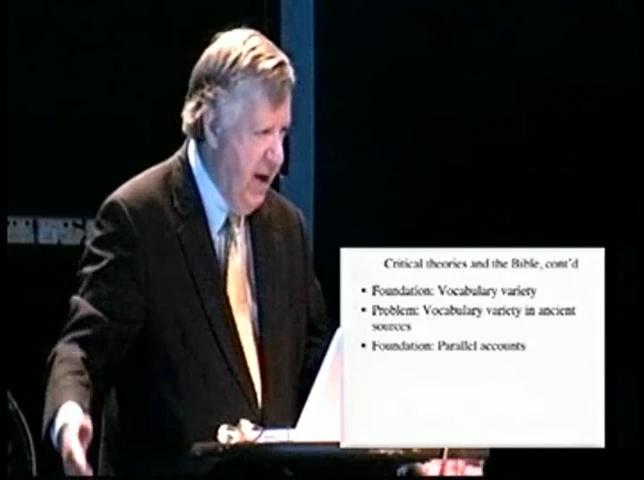 Critical theories and the Bible, cont'd
▪ Foundation: Vocabulary variety
▪ Problem: Vocabulary variety in ancient
sources
▪ Foundation: Parallel accounts